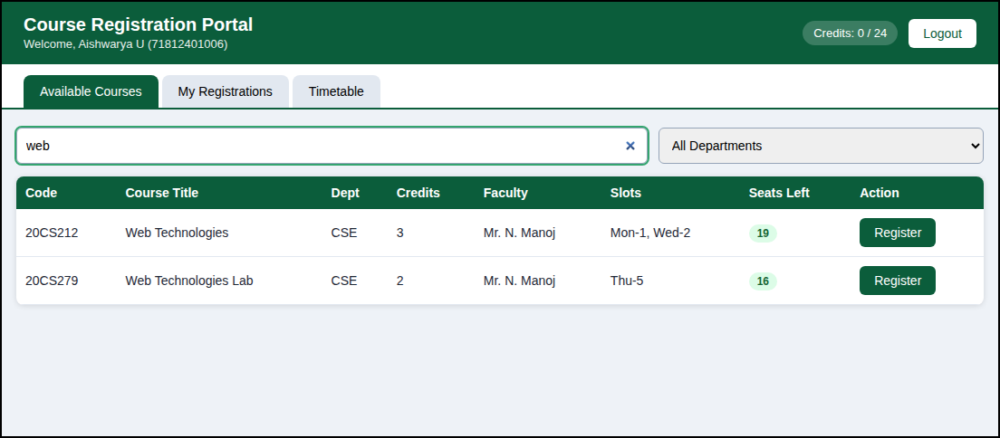 Course Registration Portal
Welcome, Aishwarya U (71812401006)
Credits: 0 / 24
Logout
Available Courses
My Registrations
Timetable
web
All Departments
Code Course Title Dept Credits Faculty Slots Seats Left Action
20CS212 Web Technologies CSE 3 Mr. N. Manoj Mon-1, Wed-2 19 Register
20CS279 Web Technologies Lab CSE 2 Mr. N. Manoj Thu-5 16 Register